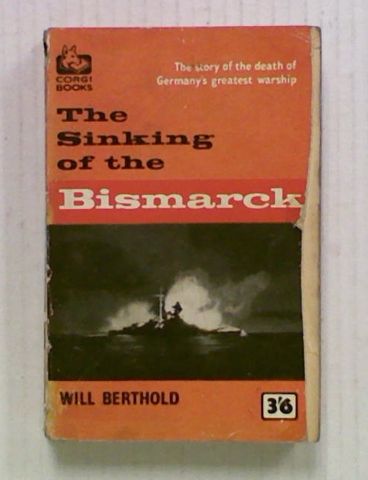 The story of the death of
Germany's greatest warship
CORGI
BOOKS
The
Sinking
of the
Bismarck
WILL BERTHOLD
3'6